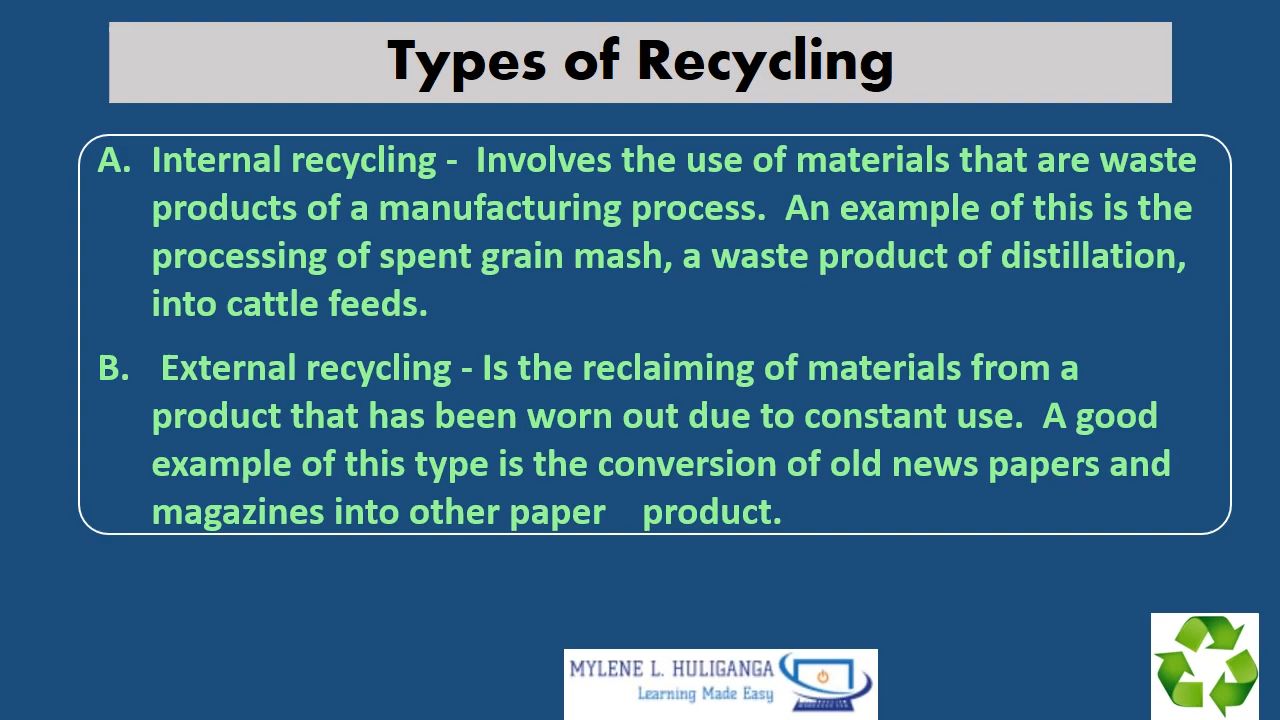 Types of Recycling
A. Internal recycling -  Involves the use of materials that are waste
products of a manufacturing process.  An example of this is the
processing of spent grain mash, a waste product of distillation,
into cattle feeds.
B.  External recycling - Is the reclaiming of materials from a
product that has been worn out due to constant use.  A good
example of this type is the conversion of old news papers and
magazines into other paper    product.
MYLENE L. HULIGANGA
Learning Made Easy